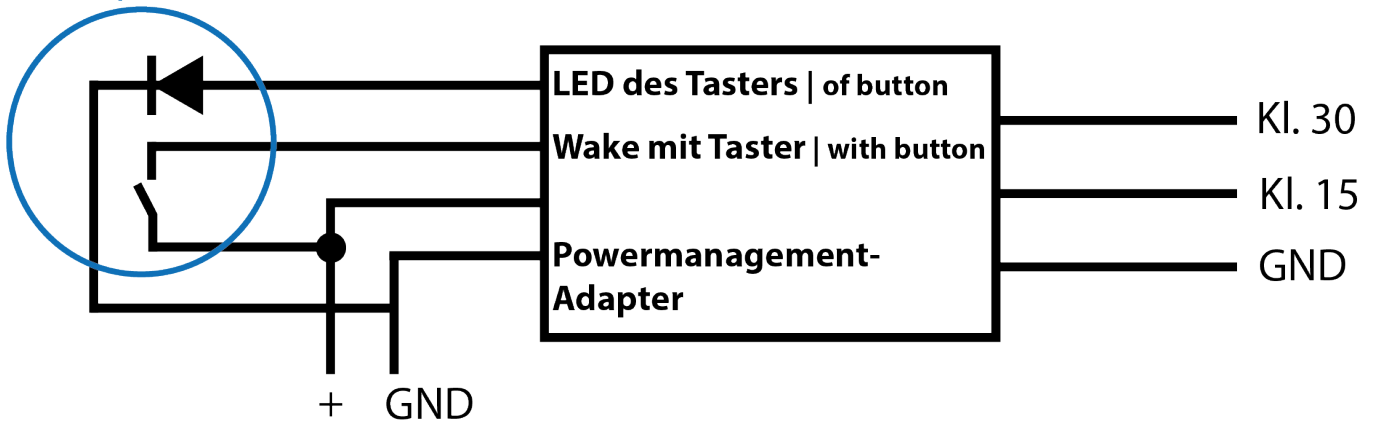 LED des Tasters | of button
Wake mit Taster | with button
Powermanagement-
Adapter
Kl. 30
Kl. 15
GND
+ GND